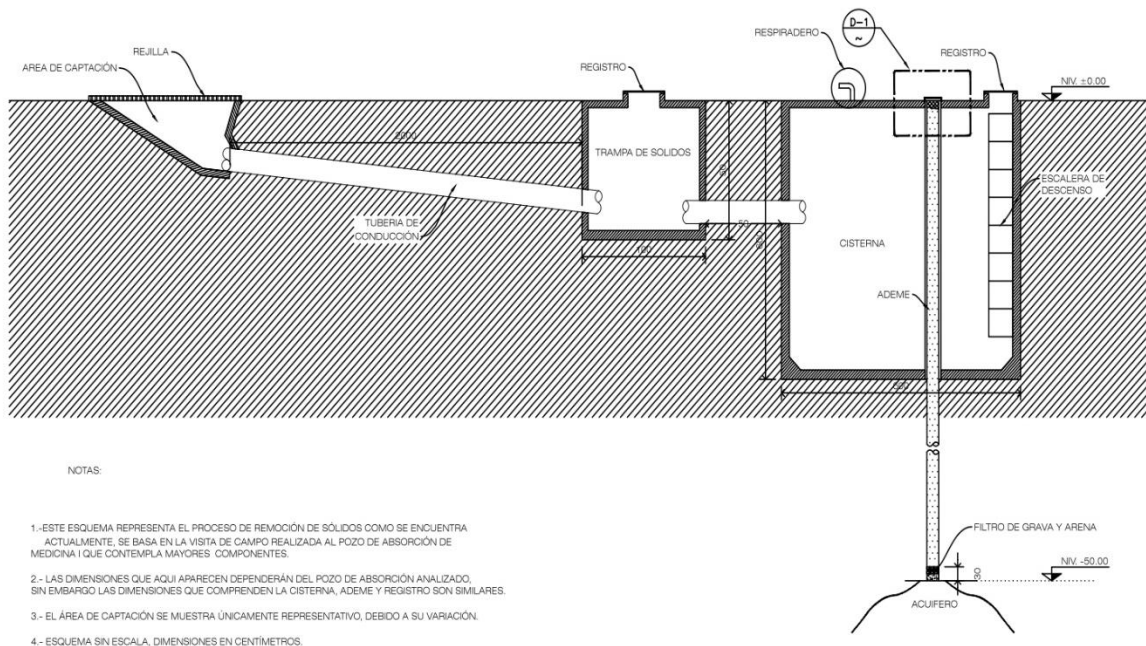 REJILLA
AREA DE CAPTACIÓN
REGISTRO
RESPIRADERO
D-1
~
REGISTRO
NIV. ±0.00
2000
TRAMPA DE SOLIDOS
ESCALERA DE
DESCENSO
TUBERIA DE
CONDUCCIÓN
50
100
CISTERNA
ADEME
NOTAS:
1.-ESTE ESQUEMA REPRESENTA EL PROCESO DE REMOCIÓN DE SÓLIDOS COMO SE ENCUENTRA
ACTUALMENTE, SE BASA EN LA VISITA DE CAMPO REALIZADA AL POZO DE ABSORCIÓN DE
MEDICINA I QUE CONTEMPLA MAYORES COMPONENTES.
2.- LAS DIMENSIONES QUE AQUI APARECEN DEPENDERÁN DEL POZO DE ABSORCIÓN ANALIZADO,
SIN EMBARGO LAS DIMENSIONES QUE COMPRENDEN LA CISTERNA, ADEME Y REGISTRO SON SIMILARES.
3.- EL ÁREA DE CAPTACIÓN SE MUESTRA ÚNICAMENTE REPRESENTATIVO, DEBIDO A SU VARIACIÓN.
4.- ESQUEMA SIN ESCALA, DIMENSIONES EN CENTÍMETROS.
FILTRO DE GRAVA Y ARENA
30
NIV. -50.00
ACUIFERO